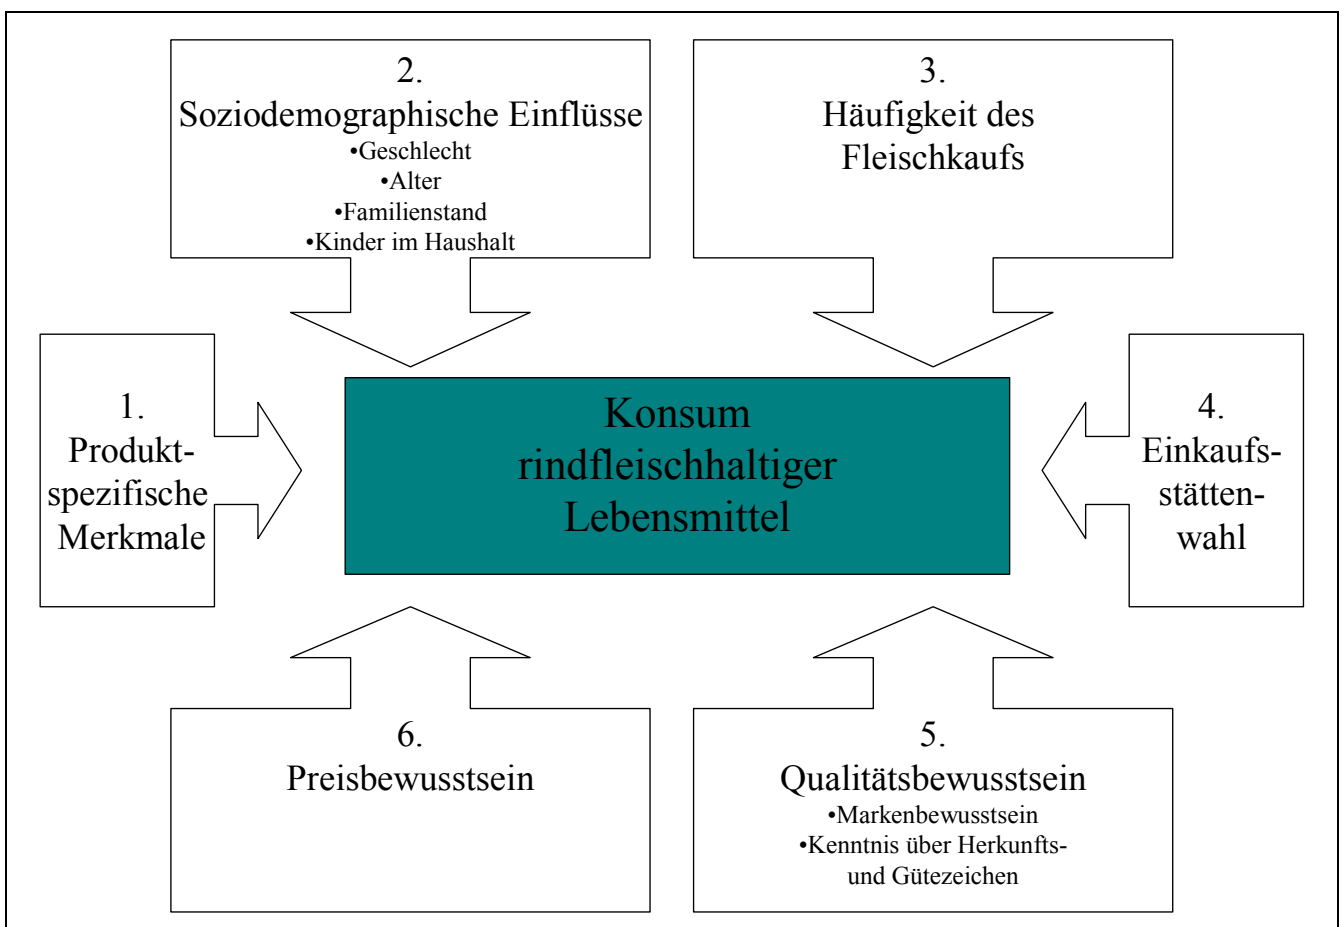 2.
Soziodemographische Einflüsse
•Geschlecht
•Alter
•Familienstand
•Kinder im Haushalt
3.
Häufigkeit des
Fleischkaufs
1.
Produkt-
spezifische
Merkmale
Konsum
rindfleischhaltiger
Lebensmittel
4.
Einkaufs-
stätten-
wahl
6.
Preisbewusstsein
5.
Qualitätsbewusstsein
•Markenbewusstsein
•Kenntnis über Herkunfts-
und Gütezeichen